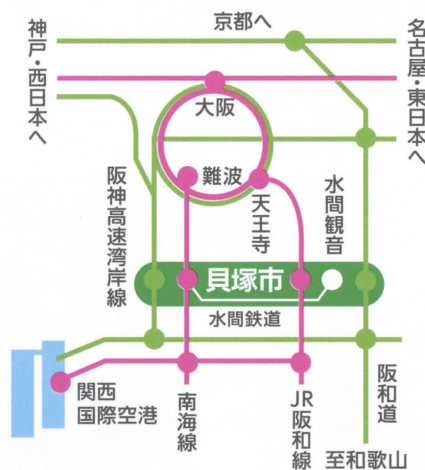 京都へ
神戸・西日本へ
名古屋・東日本へ
大阪
難波
天王寺
水間観音
阪神高速湾岸線
貝塚市
水間鉄道
関西
国際空港
南海線
JR阪和線
阪和道
至和歌山